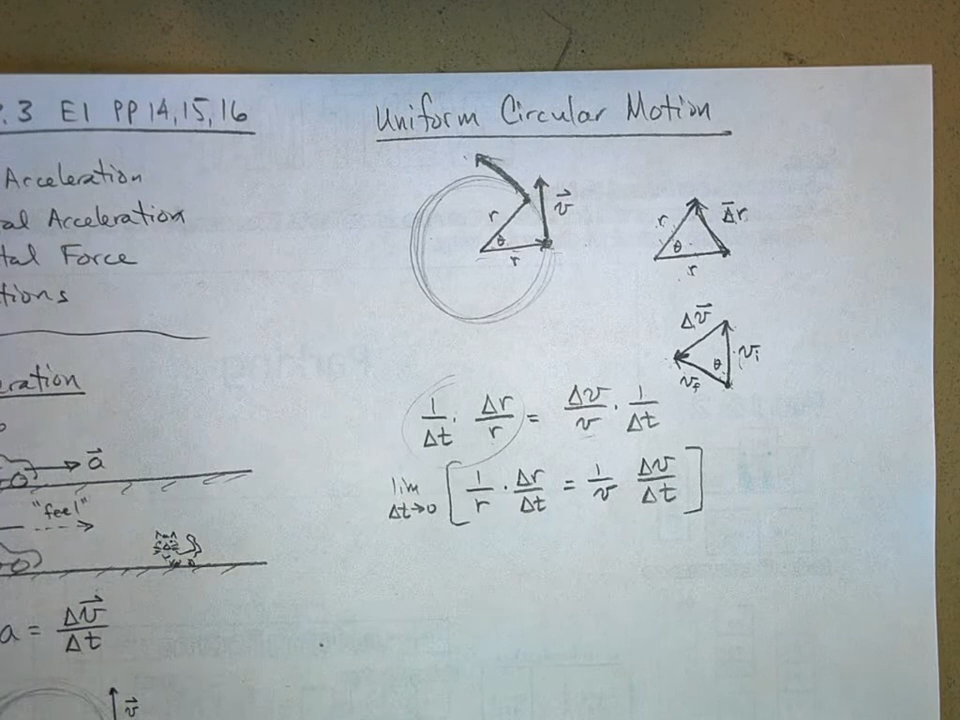 .3 E1 PP 14,15,16
Acceleration
al Acceleration
tal Force
tions
eration
a
"feel"
a = Δv/Δt
v
Uniform Circular Motion
r θ r v
r θ r Δr
Δv θ vi vf
1/Δt · Δr/r = Δv/v · 1/Δt
lim Δt→0 [ 1/r · Δr/Δt = 1/v Δv/Δt ]